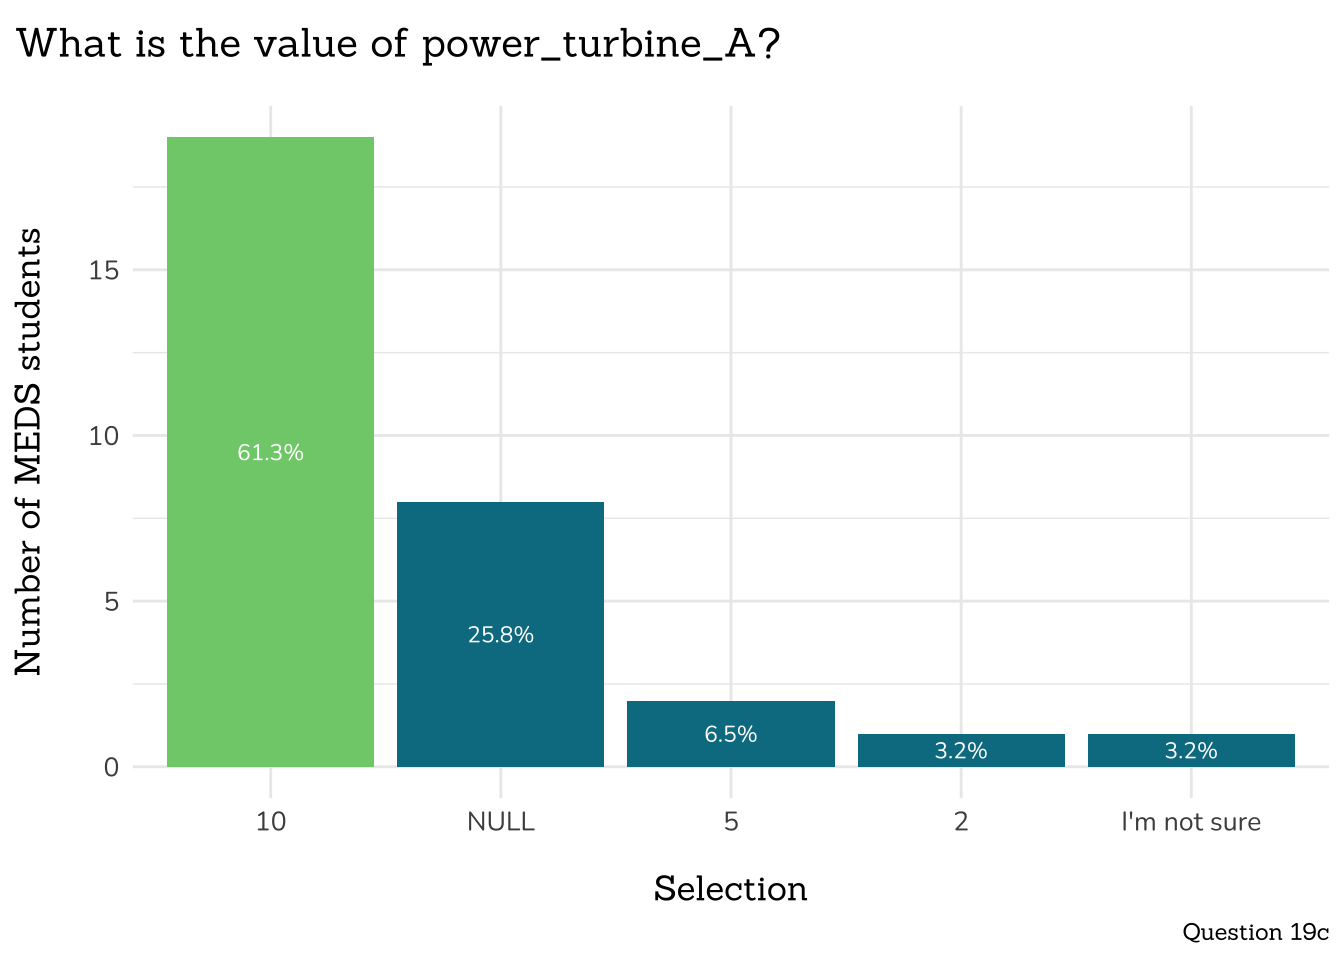 What is the value of power_turbine_A?
Number of MEDS students
15
10
5
0
61.3%
25.8%
6.5%
3.2%
3.2%
10
NULL
5
2
I'm not sure
Selection
Question 19c